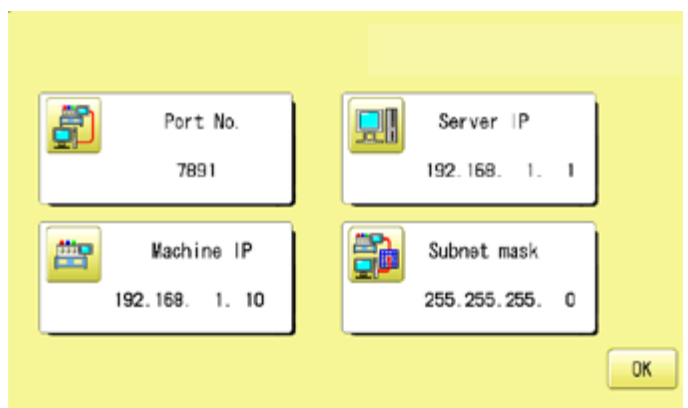 Port No.
7891
Server IP
192.168. 1. 1
Machine IP
192.168. 1. 10
Subnet mask
255.255.255. 0
OK